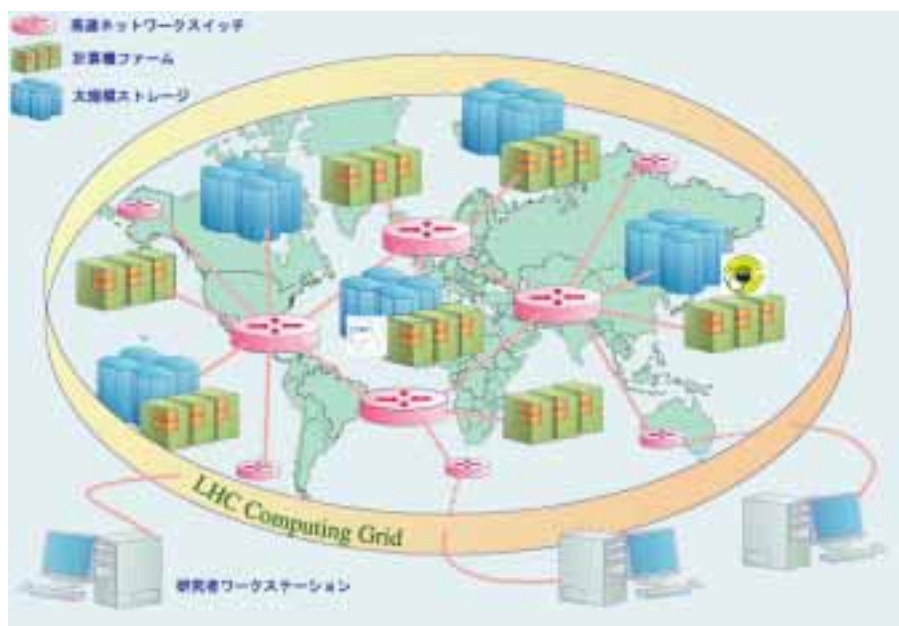 高速ネットワークスイッチ
計算機ファーム
大規模ストレージ
LHC Computing Grid
研究者ワークステーション